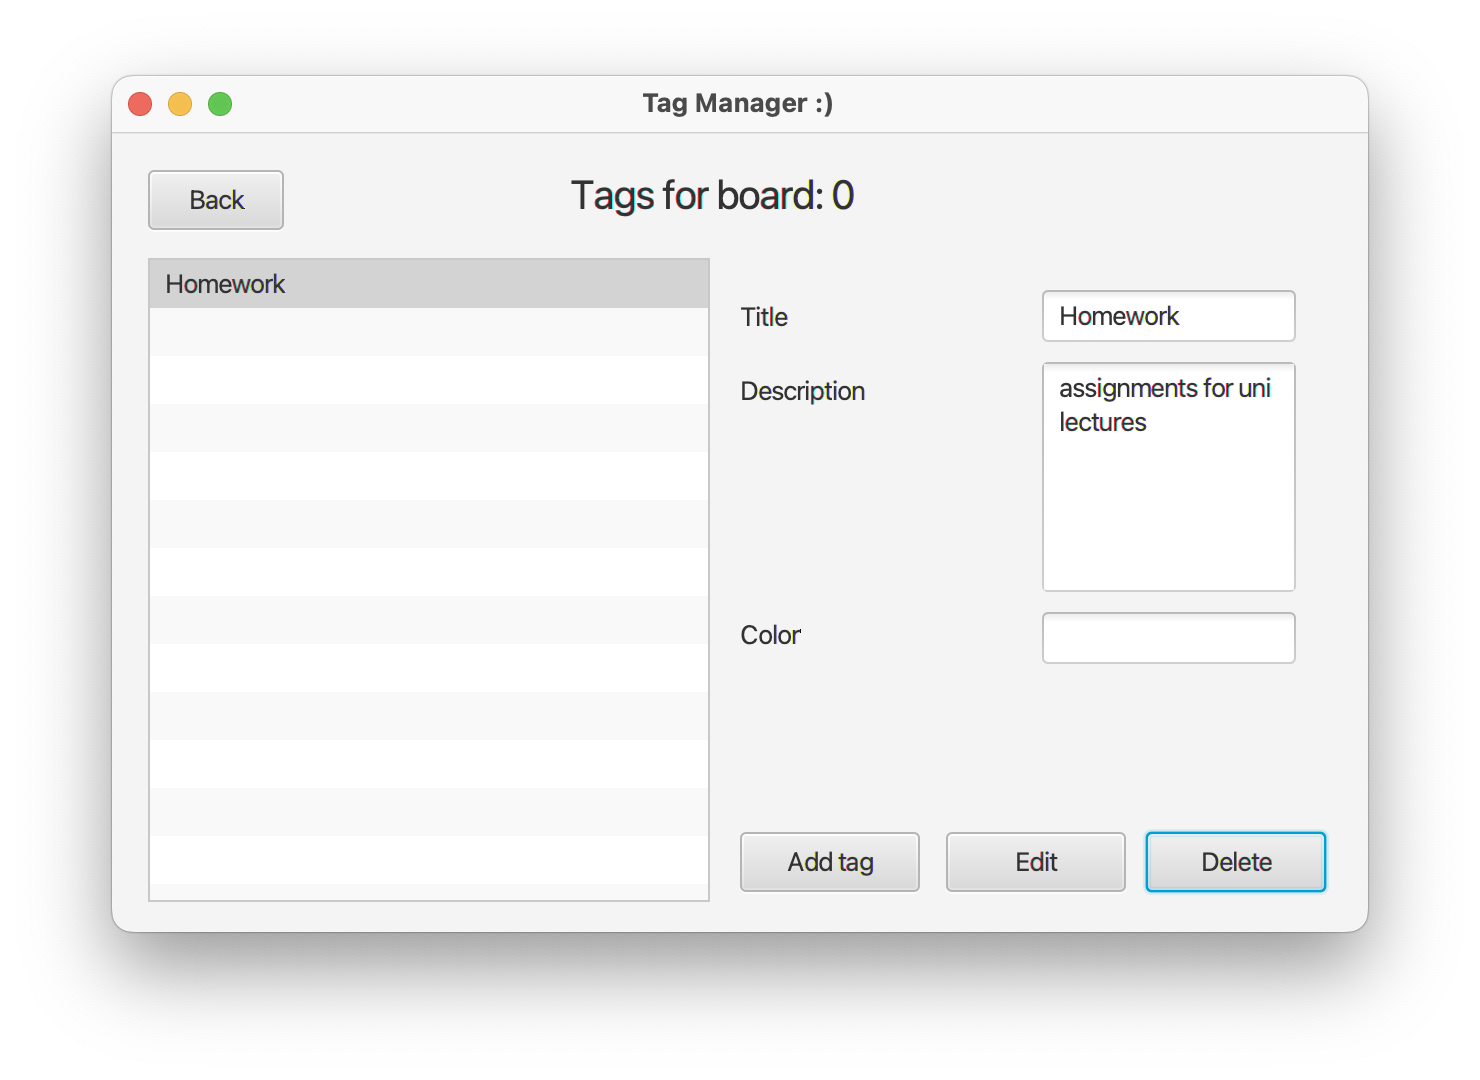 Tag Manager :)
Back
Tags for board: 0
Homework
Title
Homework
Description
assignments for uni
lectures
Color
Add tag
Edit
Delete